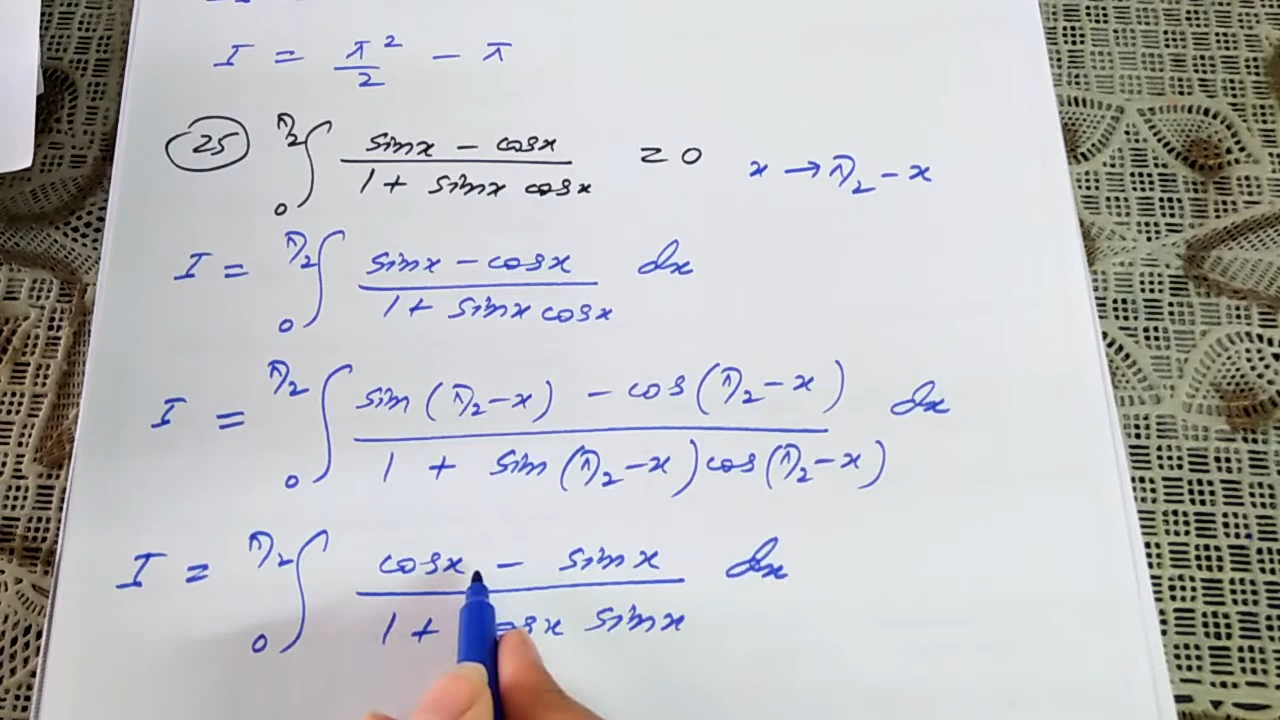 I = π²/2 − π
25 ∫₀^(π/2) (sinx − cosx)/(1 + sinx cosx) = 0 x → π/2 − x
I = ∫₀^(π/2) (sinx − cosx)/(1 + sinx cosx) dx
I = ∫₀^(π/2) (sin(π/2 − x) − cos(π/2 − x))/(1 + sin(π/2 − x) cos(π/2 − x)) dx
I = ∫₀^(π/2) (cosx − sinx)/(1 + cosx sinx) dx